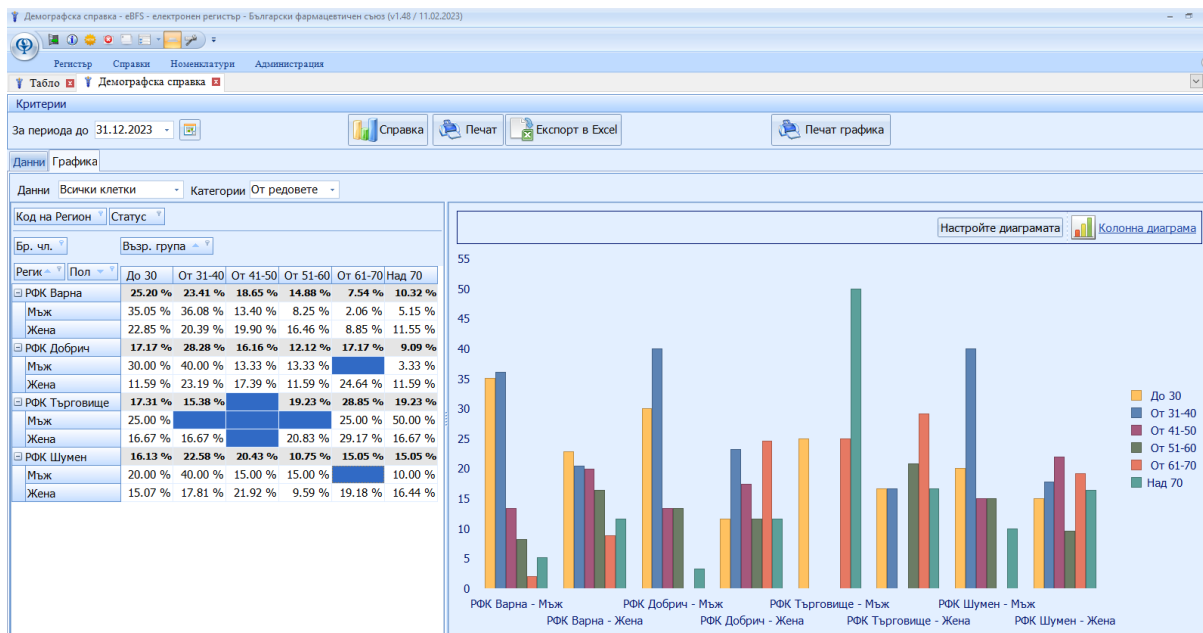 Демографска справка - eBFS - електронен регистър - Български фармацевтичен съюз (v1.48 / 11.02.2023)
Регистър Справки Номенклатури Администрация
Табло Демографска справка
Критерии
За периода до 31.12.2023 Справка Печат Експорт в Excel Печат графика
Данни Графика
Данни Всички клетки Категории От редовете
Код на Регион Статус
Настройте диаграмата Колонна диаграма
Бр. чл. Възр. група
Регис Пол До 30 От 31-40 От 41-50 От 51-60 От 61-70 Над 70
РФК Варна 25.20 % 23.41 % 18.65 % 14.88 % 7.54 % 10.32 %
Мъж 35.05 % 36.08 % 13.40 % 8.25 % 2.06 % 5.15 %
Жена 22.85 % 20.39 % 19.90 % 16.46 % 8.85 % 11.55 %
РФК Добрич 17.17 % 28.28 % 16.16 % 12.12 % 17.17 % 9.09 %
Мъж 30.00 % 40.00 % 13.33 % 13.33 % 3.33 %
Жена 11.59 % 23.19 % 17.39 % 11.59 % 24.64 % 11.59 %
РФК Търговище 17.31 % 15.38 % 19.23 % 28.85 % 19.23 %
Мъж 25.00 % 25.00 % 50.00 %
Жена 16.67 % 16.67 % 20.83 % 29.17 % 16.67 %
РФК Шумен 16.13 % 22.58 % 20.43 % 10.75 % 15.05 % 15.05 %
Мъж 20.00 % 40.00 % 15.00 % 15.00 % 10.00 %
Жена 15.07 % 17.81 % 21.92 % 9.59 % 19.18 % 16.44 %
55
50
45
40
35
30
25
20
15
10
5
0
РФК Варна - Мъж РФК Добрич - Мъж РФК Търговище - Мъж РФК Шумен - Мъж
РФК Варна - Жена РФК Добрич - Жена РФК Търговище - Жена РФК Шумен - Жена
До 30
От 31-40
От 41-50
От 51-60
От 61-70
Над 70